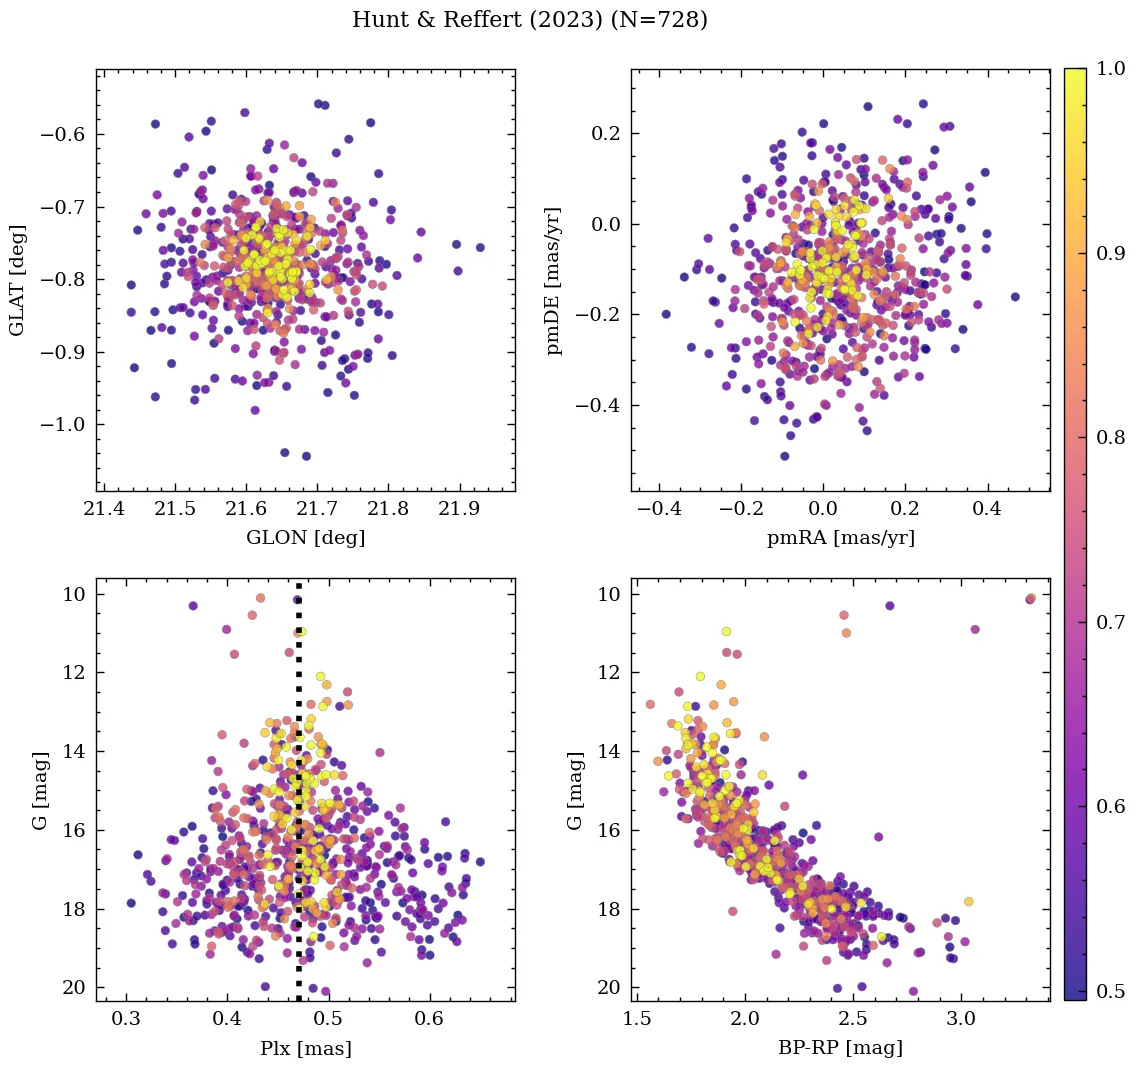 Hunt & Reffert (2023) (N=728)
−0.6
−0.7
−0.8
−0.9
−1.0
GLAT [deg]
21.4 21.5 21.6 21.7 21.8 21.9
GLON [deg]
0.2
0.0
−0.2
−0.4
pmDE [mas/yr]
−0.4 −0.2 0.0 0.2 0.4
pmRA [mas/yr]
10
12
14
16
18
20
G [mag]
0.3 0.4 0.5 0.6
Plx [mas]
10
12
14
16
18
20
G [mag]
1.5 2.0 2.5 3.0
BP-RP [mag]
1.0
0.9
0.8
0.7
0.6
0.5